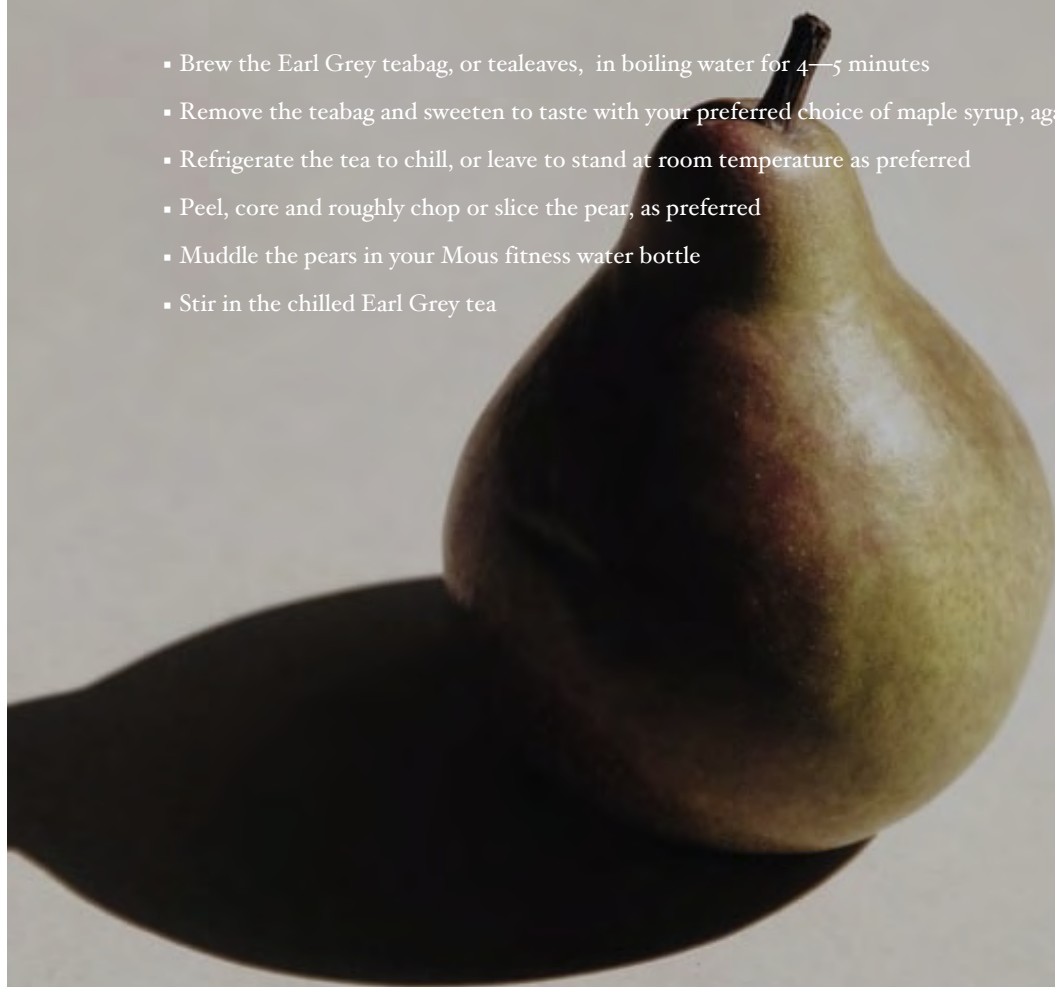 ▪ Brew the Earl Grey teabag, or tealeaves,  in boiling water for 4—5 minutes
▪ Remove the teabag and sweeten to taste with your preferred choice of maple syrup,
▪ Refrigerate the tea to chill, or leave to stand at room temperature as preferred
▪ Peel, core and roughly chop or slice the pear, as preferred
▪ Muddle the pears in your Mous fitness water bottle
▪ Stir in the chilled Earl Grey tea